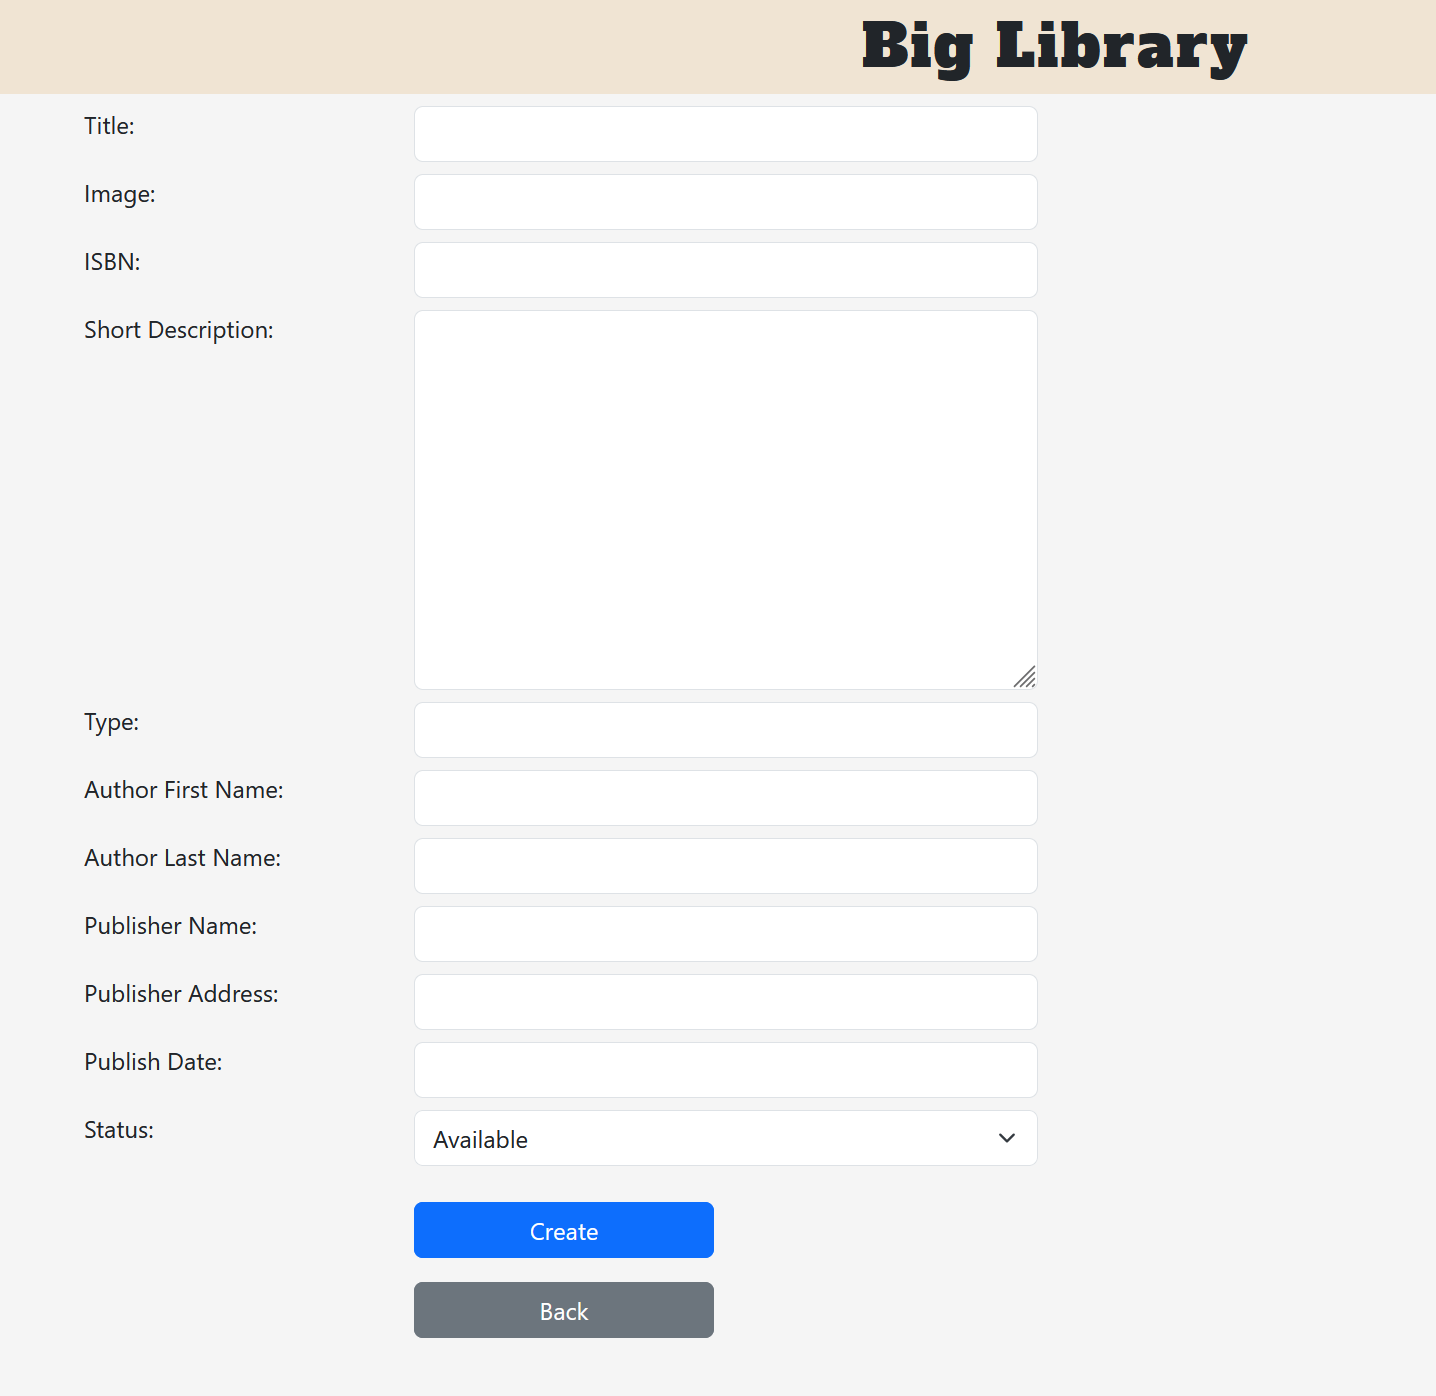 Big Library
Title:
Image:
ISBN:
Short Description:
Type:
Author First Name:
Author Last Name:
Publisher Name:
Publisher Address:
Publish Date:
Status:
Available
Create
Back